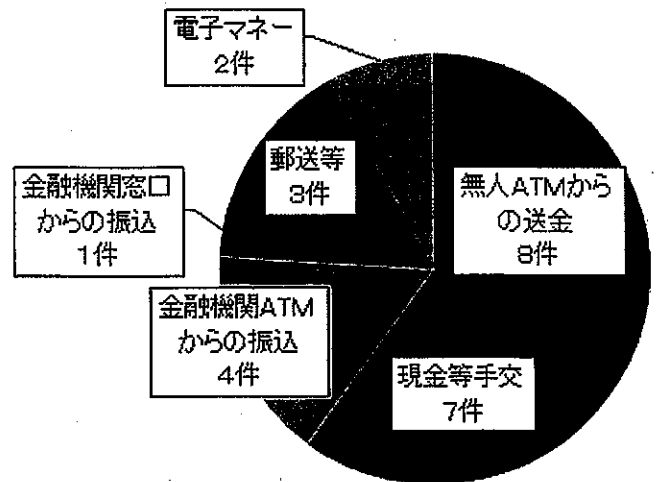 電子マネー
2件
郵送等
3件
無人ATMから
の送金
8件
金融機関窓口
からの振込
1件
金融機関ATM
からの振込
4件
現金等手交
7件